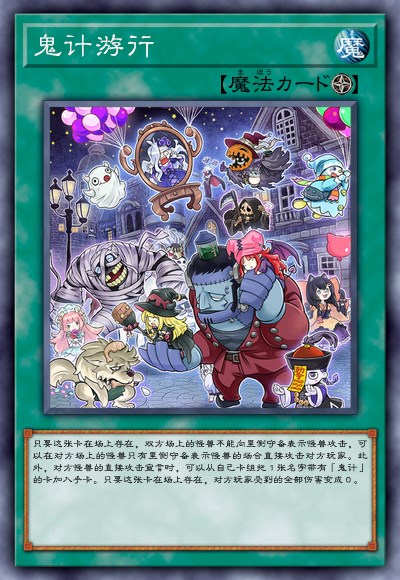 鬼计游行
魔
【魔法カード】
まほう
只要这张卡在场上存在，双方场上的怪兽不能向里侧守备表示怪兽攻击，可
以在对方场上的怪兽只有里侧守备表示怪兽的场合直接攻击对方玩家。此
外，对方怪兽的直接攻击宣言时，可以从自己卡组把１张名字带有「鬼计」
的卡加入手卡。只要这张卡在场上存在，对方玩家受到的全部伤害变成０。